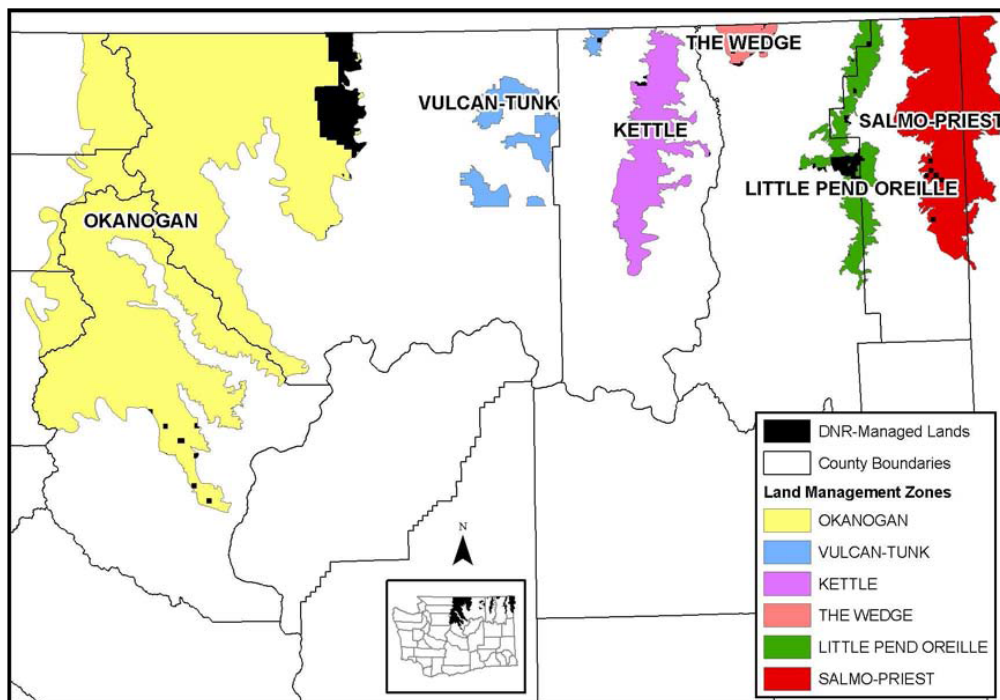 THE WEDGE
VULCAN-TUNK
KETTLE
SALMO-PRIEST
LITTLE PEND OREILLE
OKANOGAN
N
DNR-Managed Lands
County Boundaries
Land Management Zones
OKANOGAN
VULCAN-TUNK
KETTLE
THE WEDGE
LITTLE PEND OREILLE
SALMO-PRIEST